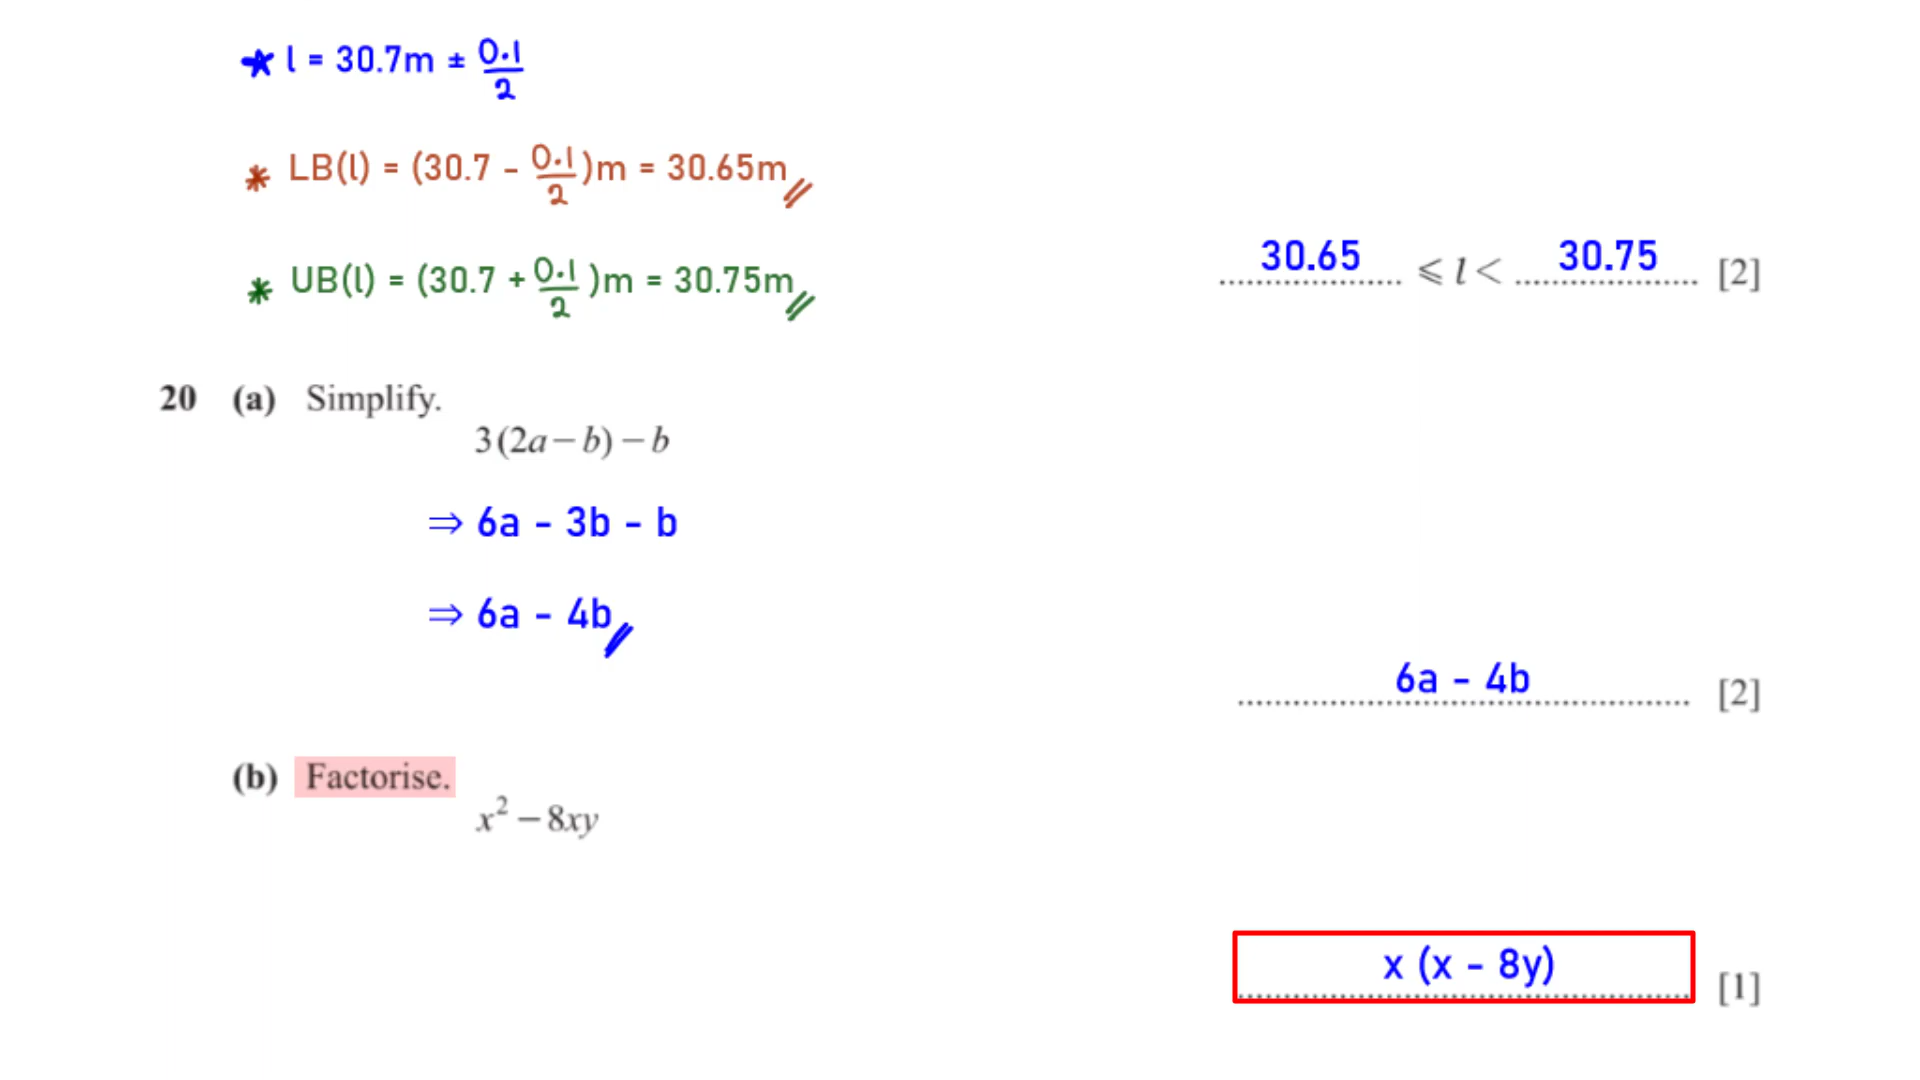 ★ l = 30.7m ± 0.1/2
* LB(l) = (30.7 - 0.1/2)m = 30.65m
* UB(l) = (30.7 + 0.1/2)m = 30.75m
30.65 ⩽ l < 30.75 [2]
20 (a) Simplify.
3(2a − b) − b
⇒ 6a - 3b - b
⇒ 6a - 4b
6a - 4b [2]
(b) Factorise.
x² − 8xy
x (x - 8y) [1]